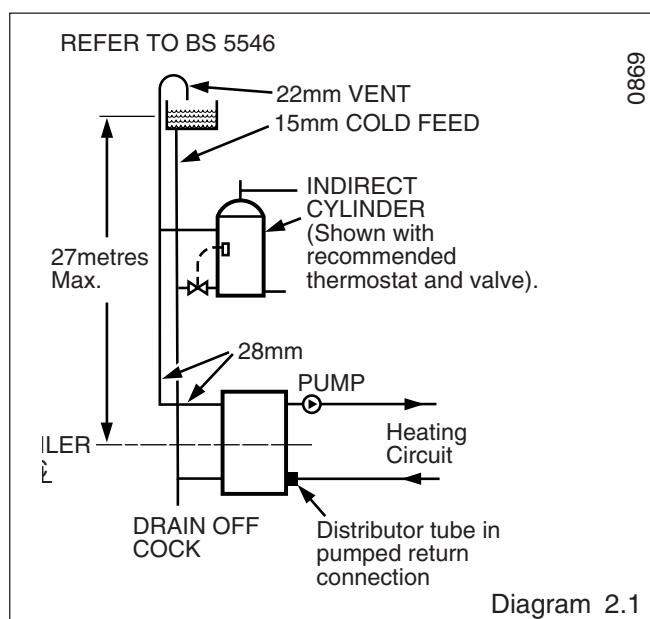 REFER TO BS 5546
0869
22mm VENT
15mm COLD FEED
INDIRECT
CYLINDER
(Shown with
recommended
thermostat and valve).
27metres
Max.
28mm
PUMP
Heating
Circuit
ILER
℄
DRAIN OFF
COCK
Distributor tube in
pumped return
connection
Diagram 2.1